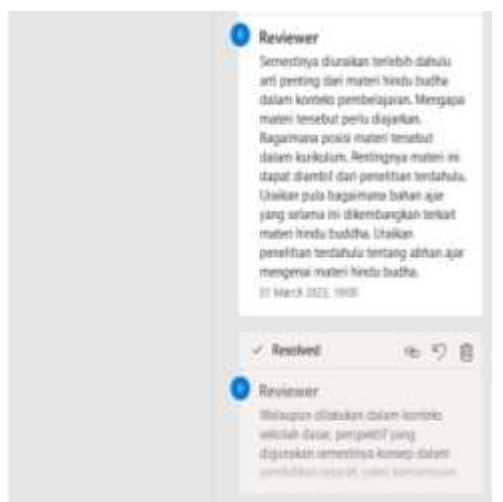 Reviewer
Semestinya diuraikan terlebih dahulu
arti penting dari materi hindu budha
dalam konteks pembelajaran. Mengapa
materi tersebut perlu diajarkan.
Bagaimana posisi materi tersebut
dalam kurikulum. Pentingnya materi ini
dapat diambil dari penelitian terdahulu.
Uraikan pula bagaimana bahan ajar
yang selama ini dikembangkan terkait
materi hindu buddha. Uraikan
penelitian terdahulu tentang abhan ajar
mengenai materi hindu budha.
March
Resolved
Reviewer
Walaupun dilakukan dalam konteks
sekolah dasar, perspektif yang
digunakan semestinya konsep dalam
pendidikan sejarah